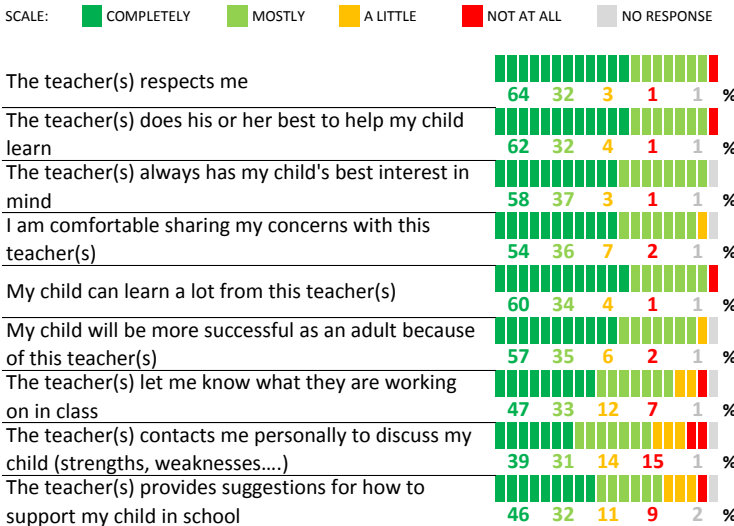 SCALE: COMPLETELY MOSTLY A LITTLE NOT AT ALL NO RESPONSE
The teacher(s) respects me
64 32 3 1 1 %
The teacher(s) does his or her best to help my child
learn
62 32 4 1 1 %
The teacher(s) always has my child's best interest in
mind
58 37 3 1 1 %
I am comfortable sharing my concerns with this
teacher(s)
54 36 7 2 1 %
My child can learn a lot from this teacher(s)
60 34 4 1 1 %
My child will be more successful as an adult because
of this teacher(s)
57 35 6 2 1 %
The teacher(s) let me know what they are working
on in class
47 33 12 7 1 %
The teacher(s) contacts me personally to discuss my
child (strengths, weaknesses....)
39 31 14 15 1 %
The teacher(s) provides suggestions for how to
support my child in school
46 32 11 9 2 %